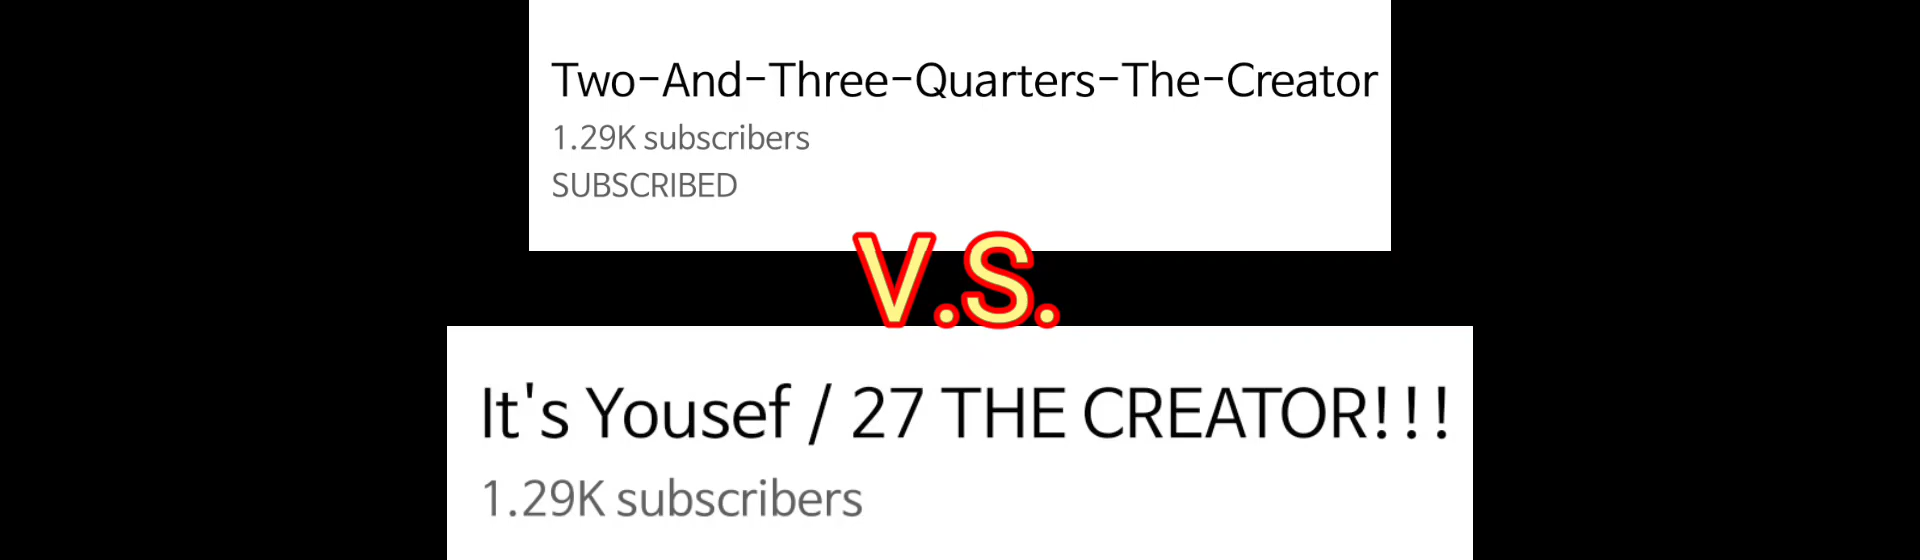 Two-And-Three-Quarters-The-Creator
1.29K subscribers
SUBSCRIBED
V.S.
It's Yousef / 27 THE CREATOR!!!
1.29K subscribers